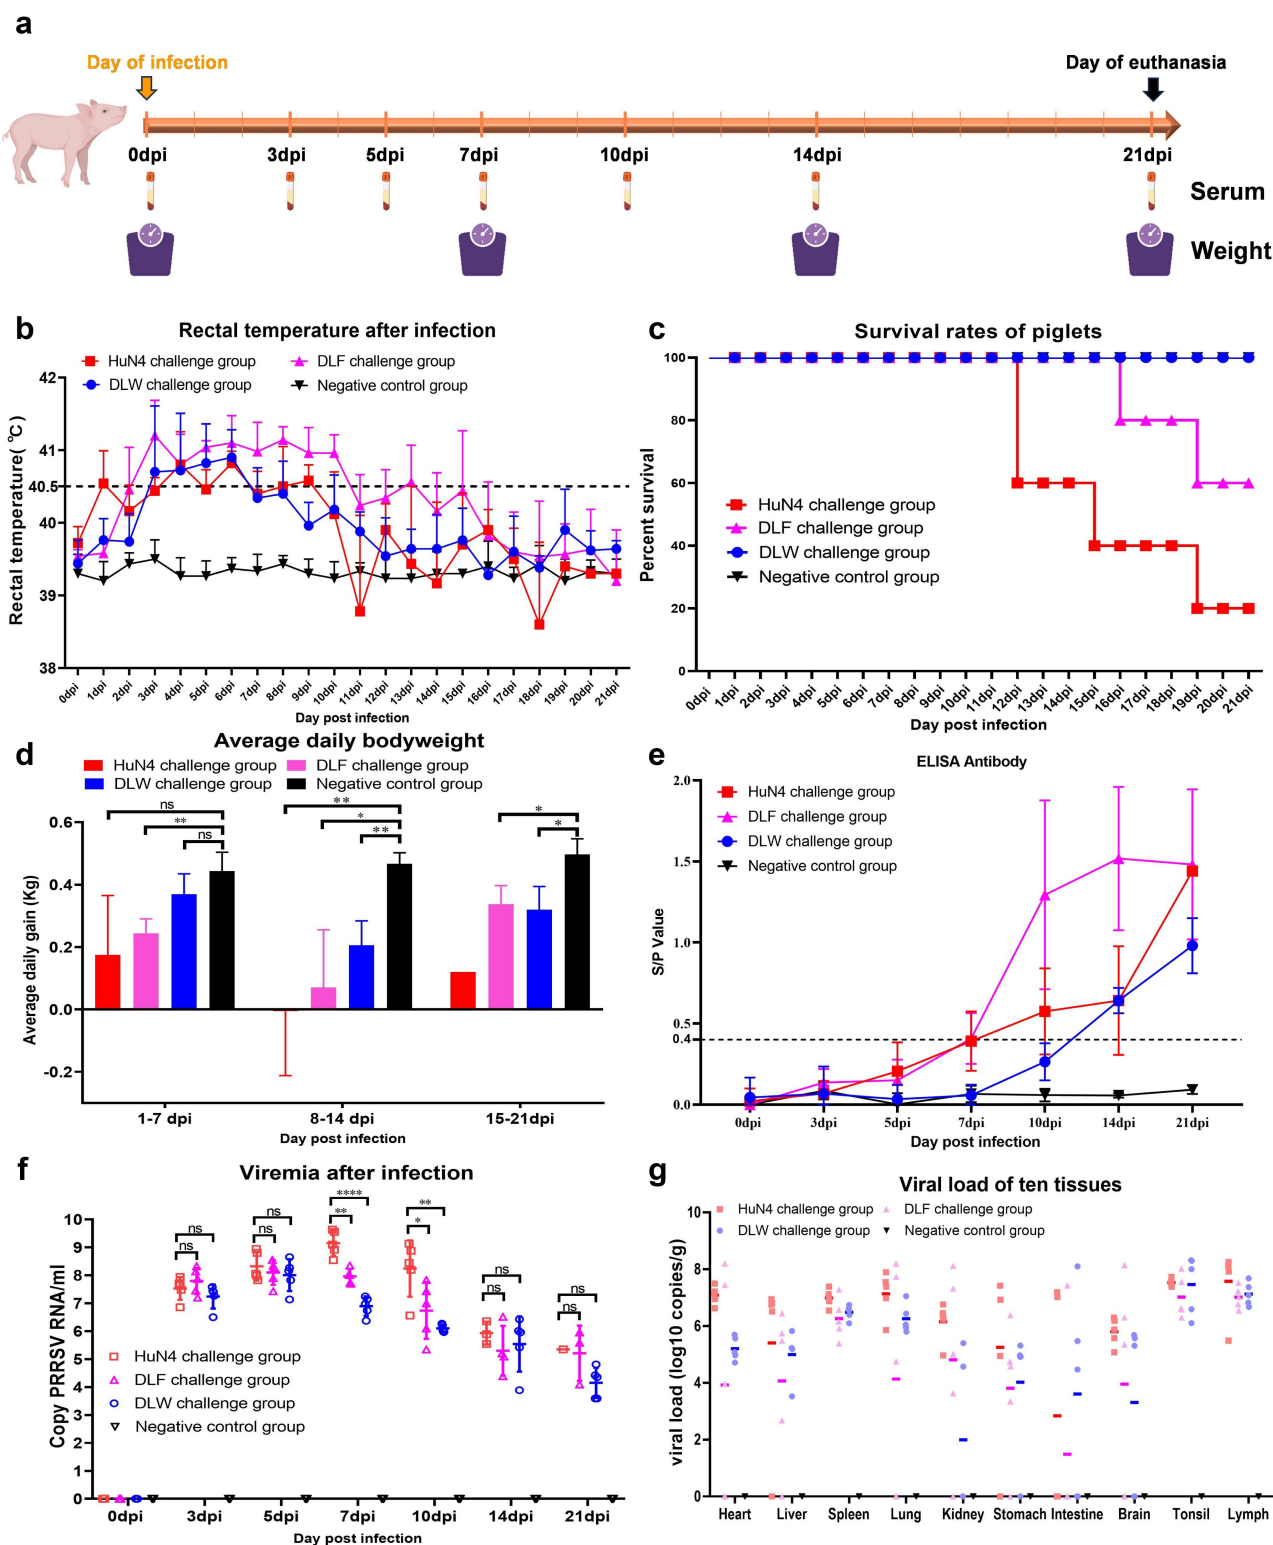 a
Day of infection
Day of euthanasia
0dpi 3dpi 5dpi 7dpi 10dpi 14dpi 21dpi
Serum
Weight
b
Rectal temperature after infection
HuN4 challenge group
DLF challenge group
DLW challenge group
Negative control group
42
41
40.5
40
39
38
Rectal temperature( °C)
0dpi 1dpi 2dpi 3dpi 4dpi 5dpi 6dpi 7dpi 8dpi 9dpi 10dpi 11dpi 12dpi 13dpi 14dpi 15dpi 16dpi 17dpi 18dpi 19dpi 20dpi 21dpi
Day post infection
c
Survival rates of piglets
100
80
60
40
20
0
Percent survival
HuN4 challenge group
DLF challenge group
DLW challenge group
Negative control group
0dpi 1dpi 2dpi 3dpi 4dpi 5dpi 6dpi 7dpi 8dpi 9dpi 10dpi 11dpi 12dpi 13dpi 14dpi 15dpi 16dpi 17dpi 18dpi 19dpi 20dpi 21dpi
Day post infection
d
Average daily bodyweight
HuN4 challenge group
DLF challenge group
DLW challenge group
Negative control group
ns
**
ns
**
*
**
*
*
0.6
0.4
0.2
0.0
-0.2
Average daily gain (Kg)
1-7 dpi 8-14 dpi 15-21dpi
Day post infection
e
ELISA Antibody
HuN4 challenge group
DLF challenge group
DLW challenge group
Negative control group
2.0
1.5
1.0
0.5
0.4
0.0
S/P Value
0dpi 3dpi 5dpi 7dpi 10dpi 14dpi 21dpi
Day post infection
f
Viremia after infection
10
9
8
7
6
5
4
3
2
1
0
Copy PRRSV RNA/ml
ns
ns
ns
ns
****
**
**
*
ns
ns
ns
ns
HuN4 challenge group
DLF challenge group
DLW challenge group
Negative control group
0dpi 3dpi 5dpi 7dpi 10dpi 14dpi 21dpi
Day post infection
g
Viral load of ten tissues
HuN4 challenge group
DLF challenge group
DLW challenge group
Negative control group
10
8
6
4
2
0
viral load (log10 copies/g)
Heart Liver Spleen Lung Kidney Stomach Intestine Brain Tonsil Lymph